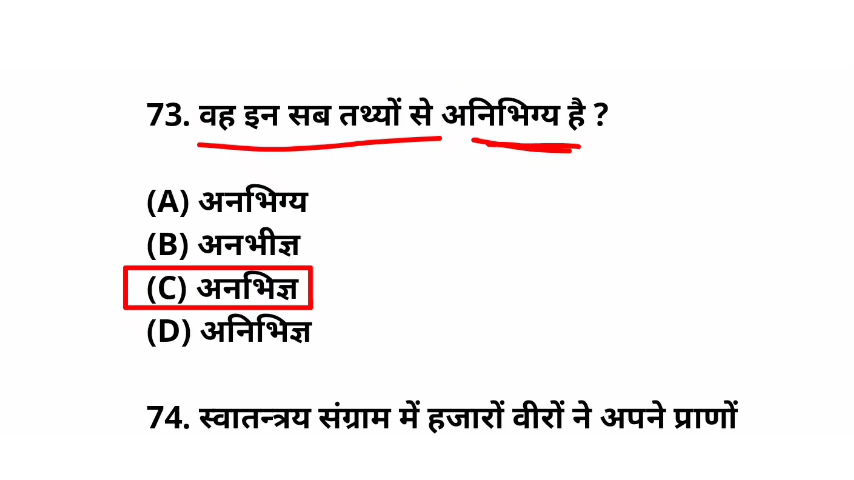 73. वह इन सब तथ्यों से अनिभिग्य है ?
(A) अनभिग्य
(B) अनभीज्ञ
(C) अनभिज्ञ
(D) अनिभिज्ञ
74. स्वातन्त्रय संग्राम में हजारों वीरों ने अपने प्राणों